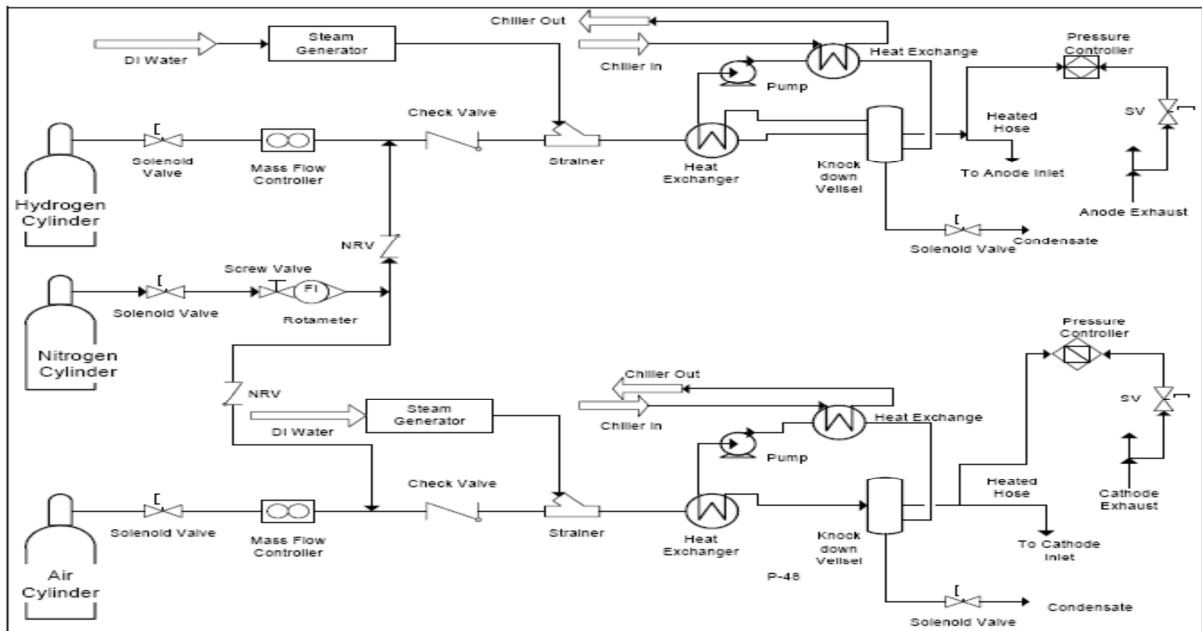 Chiller Out
Steam
Generator
DI Water
Chiller In
Heat Exchange
Pressure
Controller
Pump
SV
Check Valve
Heated
Hose
Solenoid
Valve
Mass Flow
Controller
Strainer
Heat
Exchanger
Knock
down
Vellsel
To Anode Inlet
Hydrogen
Cylinder
Anode Exhaust
Solenoid Valve
Condensate
NRV
Screw Valve
FI
Solenoid Valve
Rotameter
Nitrogen
Cylinder
Pressure
Controller
NRV
Chiller Out
Steam
Generator
DI Water
Chiller In
Heat Exchange
SV
Pump
Check Valve
Heated
Hose
Cathode
Exhaust
Solenoid Valve
Mass Flow
Controller
Strainer
Heat
Exchanger
Knock
down
Vellsel
To Cathode
Inlet
P-48
Air
Cylinder
Solenoid Valve
Condensate